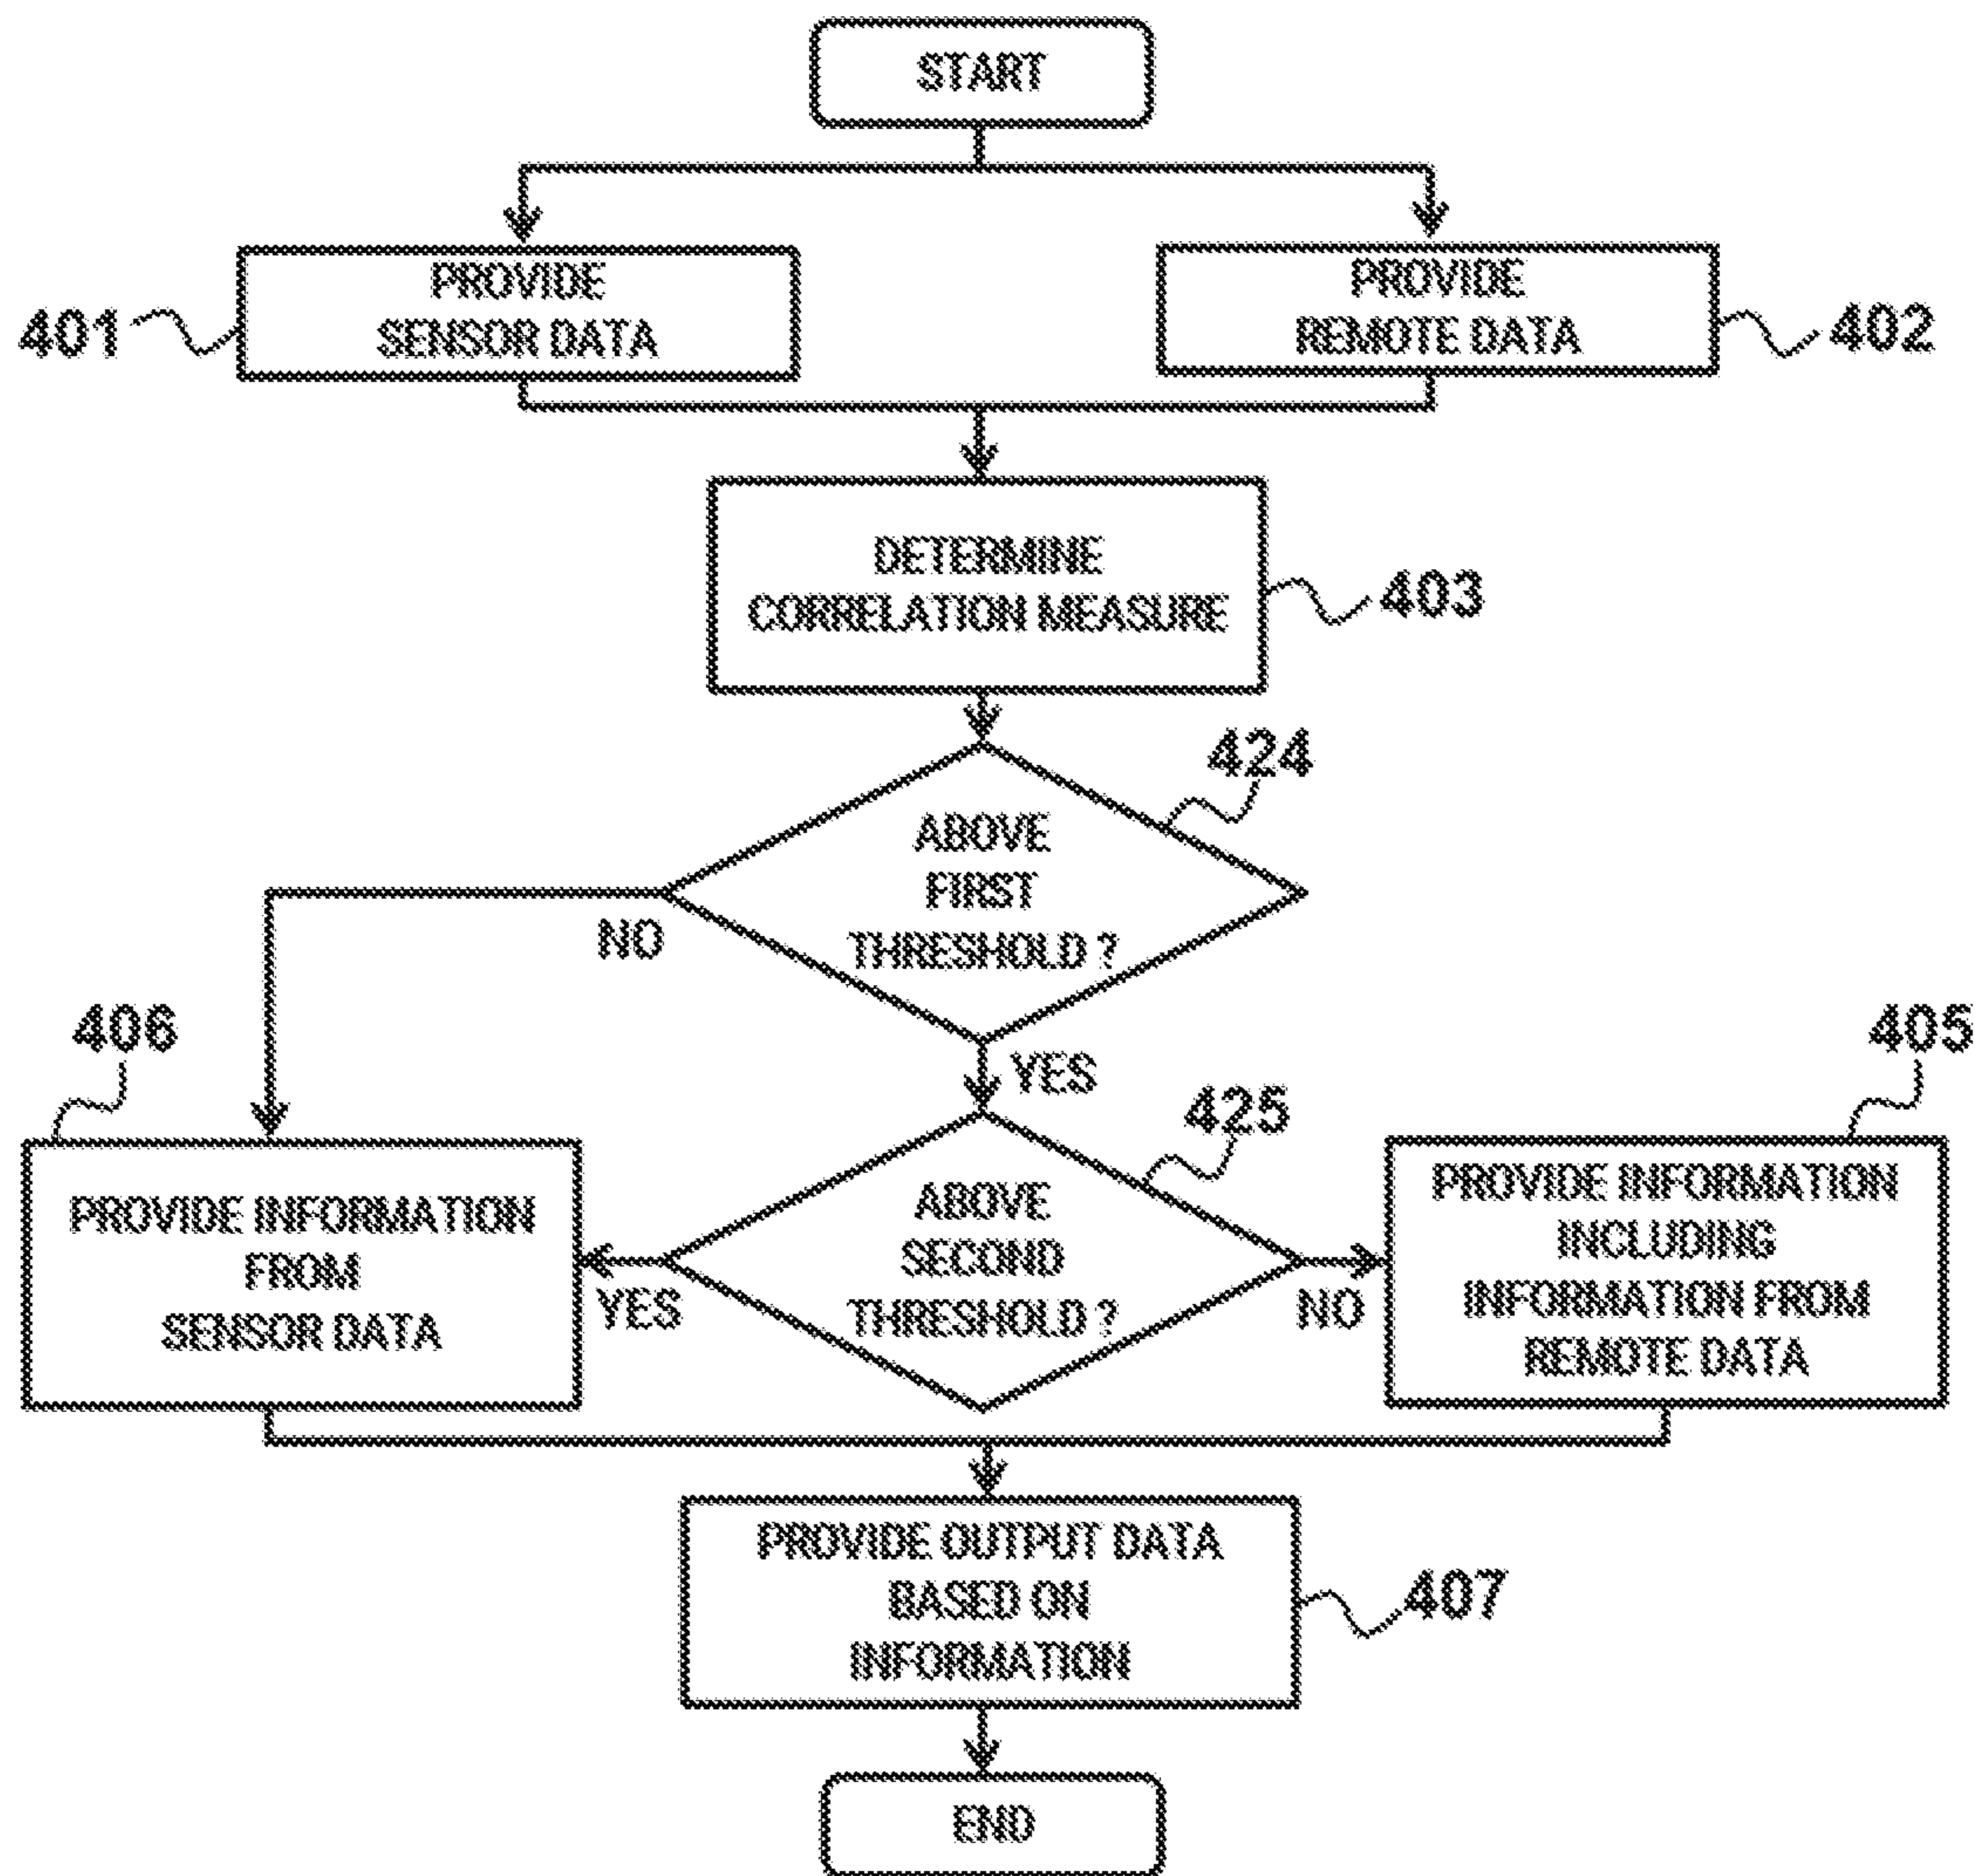 START
PROVIDE
SENSOR DATA
401
PROVIDE
REMOTE DATA
402
DETERMINE
CORRELATION MEASURE
403
424
ABOVE
FIRST
THRESHOLD ?
NO
YES
406
PROVIDE INFORMATION
FROM
SENSOR DATA
425
ABOVE
SECOND
THRESHOLD ?
YES
NO
405
PROVIDE INFORMATION
INCLUDING
INFORMATION FROM
REMOTE DATA
PROVIDE OUTPUT DATA
BASED ON
INFORMATION
407
END